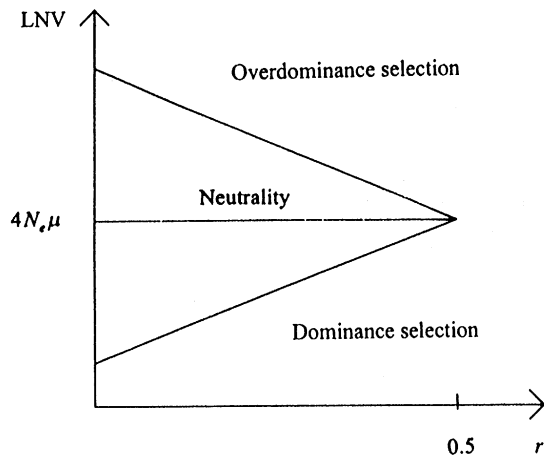 LNV
Overdominance selection
Neutrality
4Nₑμ
Dominance selection
0.5
r